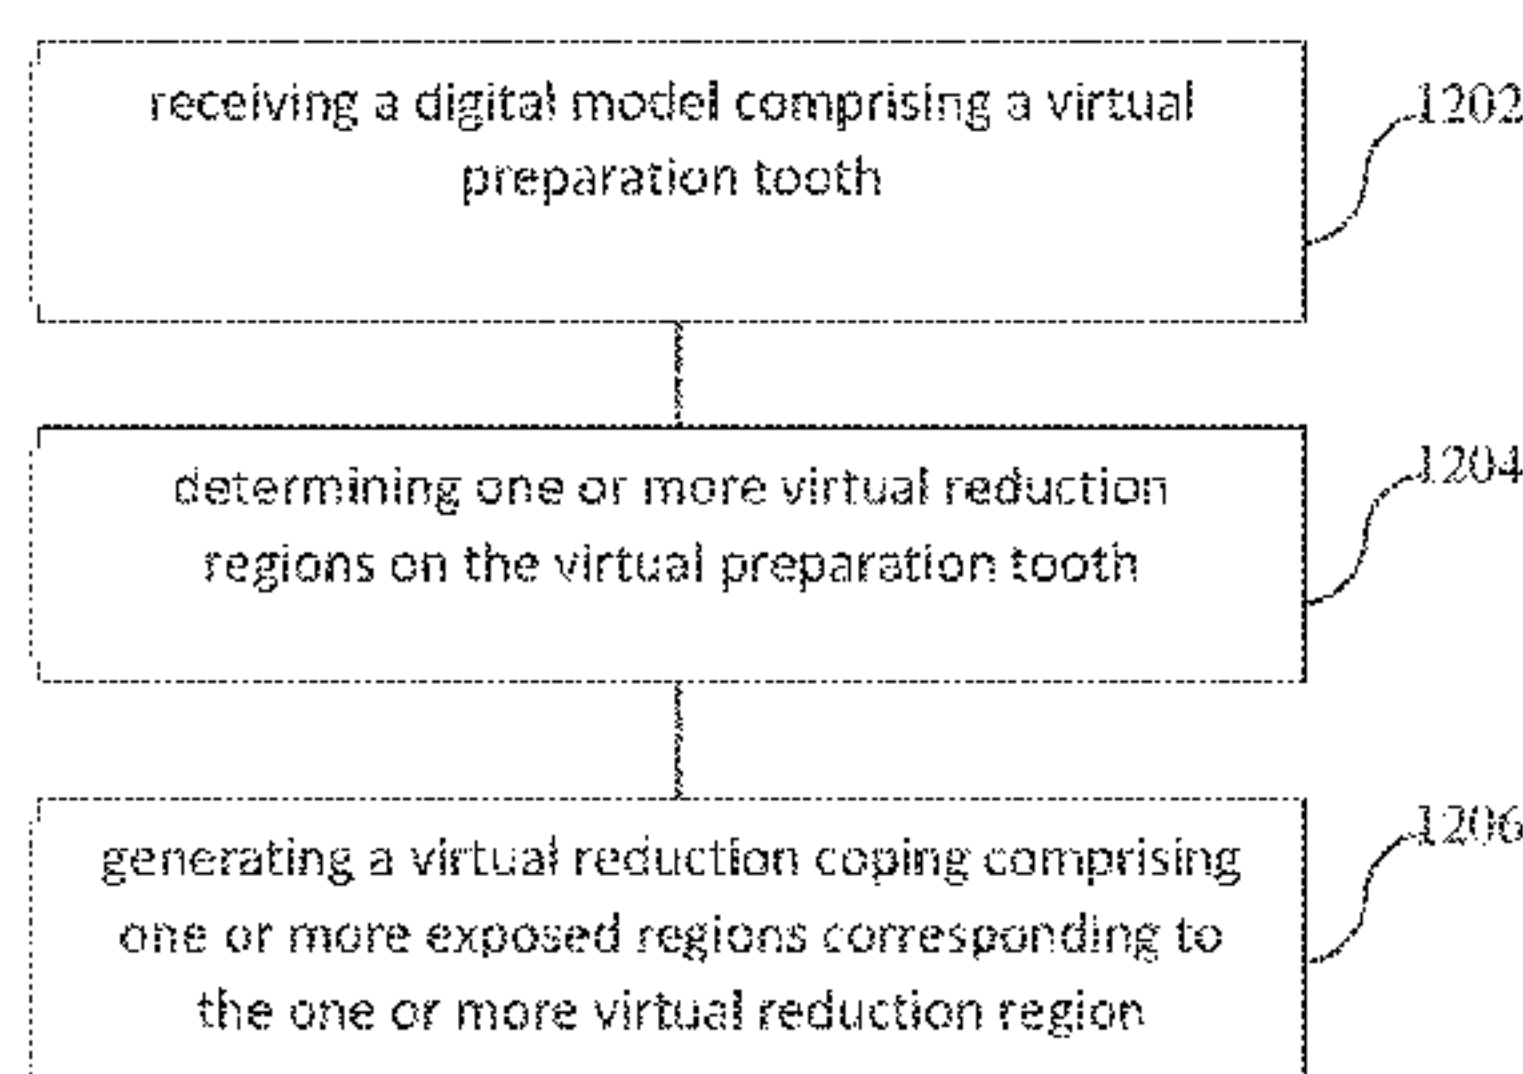 receiving a digital model comprising a virtual
preparation tooth
1202
determining one or more virtual reduction
regions on the virtual preparation tooth
1204
generating a virtual reduction coping comprising
one or more exposed regions corresponding to
the one or more virtual reduction region
1206